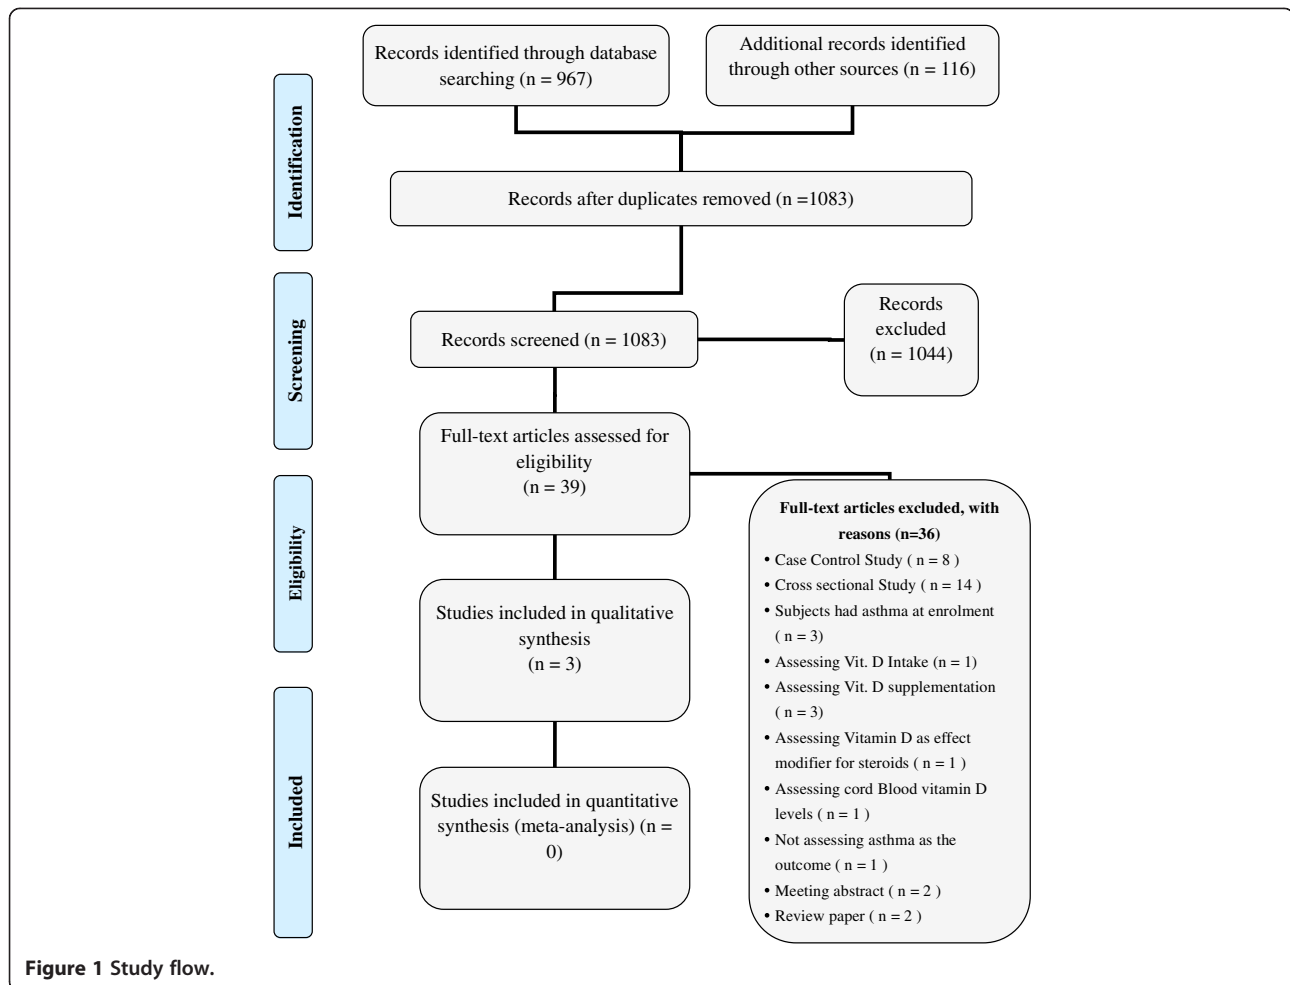 Records identified through database
searching (n = 967)
Additional records identified
through other sources (n = 116)
Identification
Records after duplicates removed (n =1083)
Screening
Records screened (n = 1083)
Records
excluded
(n = 1044)
Full-text articles assessed for
eligibility
(n = 39)
Eligibility
Full-text articles excluded, with
reasons (n=36)
• Case Control Study ( n = 8 )
• Cross sectional Study ( n = 14 )
• Subjects had asthma at enrolment
( n = 3)
• Assessing Vit. D Intake (n = 1)
• Assessing Vit. D supplementation
( n = 3)
• Assessing Vitamin D as effect
modifier for steroids ( n = 1 )
• Assessing cord Blood vitamin D
levels ( n = 1 )
• Not assessing asthma as the
outcome ( n = 1 )
• Meeting abstract ( n = 2 )
• Review paper ( n = 2 )
Studies included in qualitative
synthesis
(n = 3)
Included
Studies included in quantitative
synthesis (meta-analysis) (n =
0)
Figure 1 Study flow.